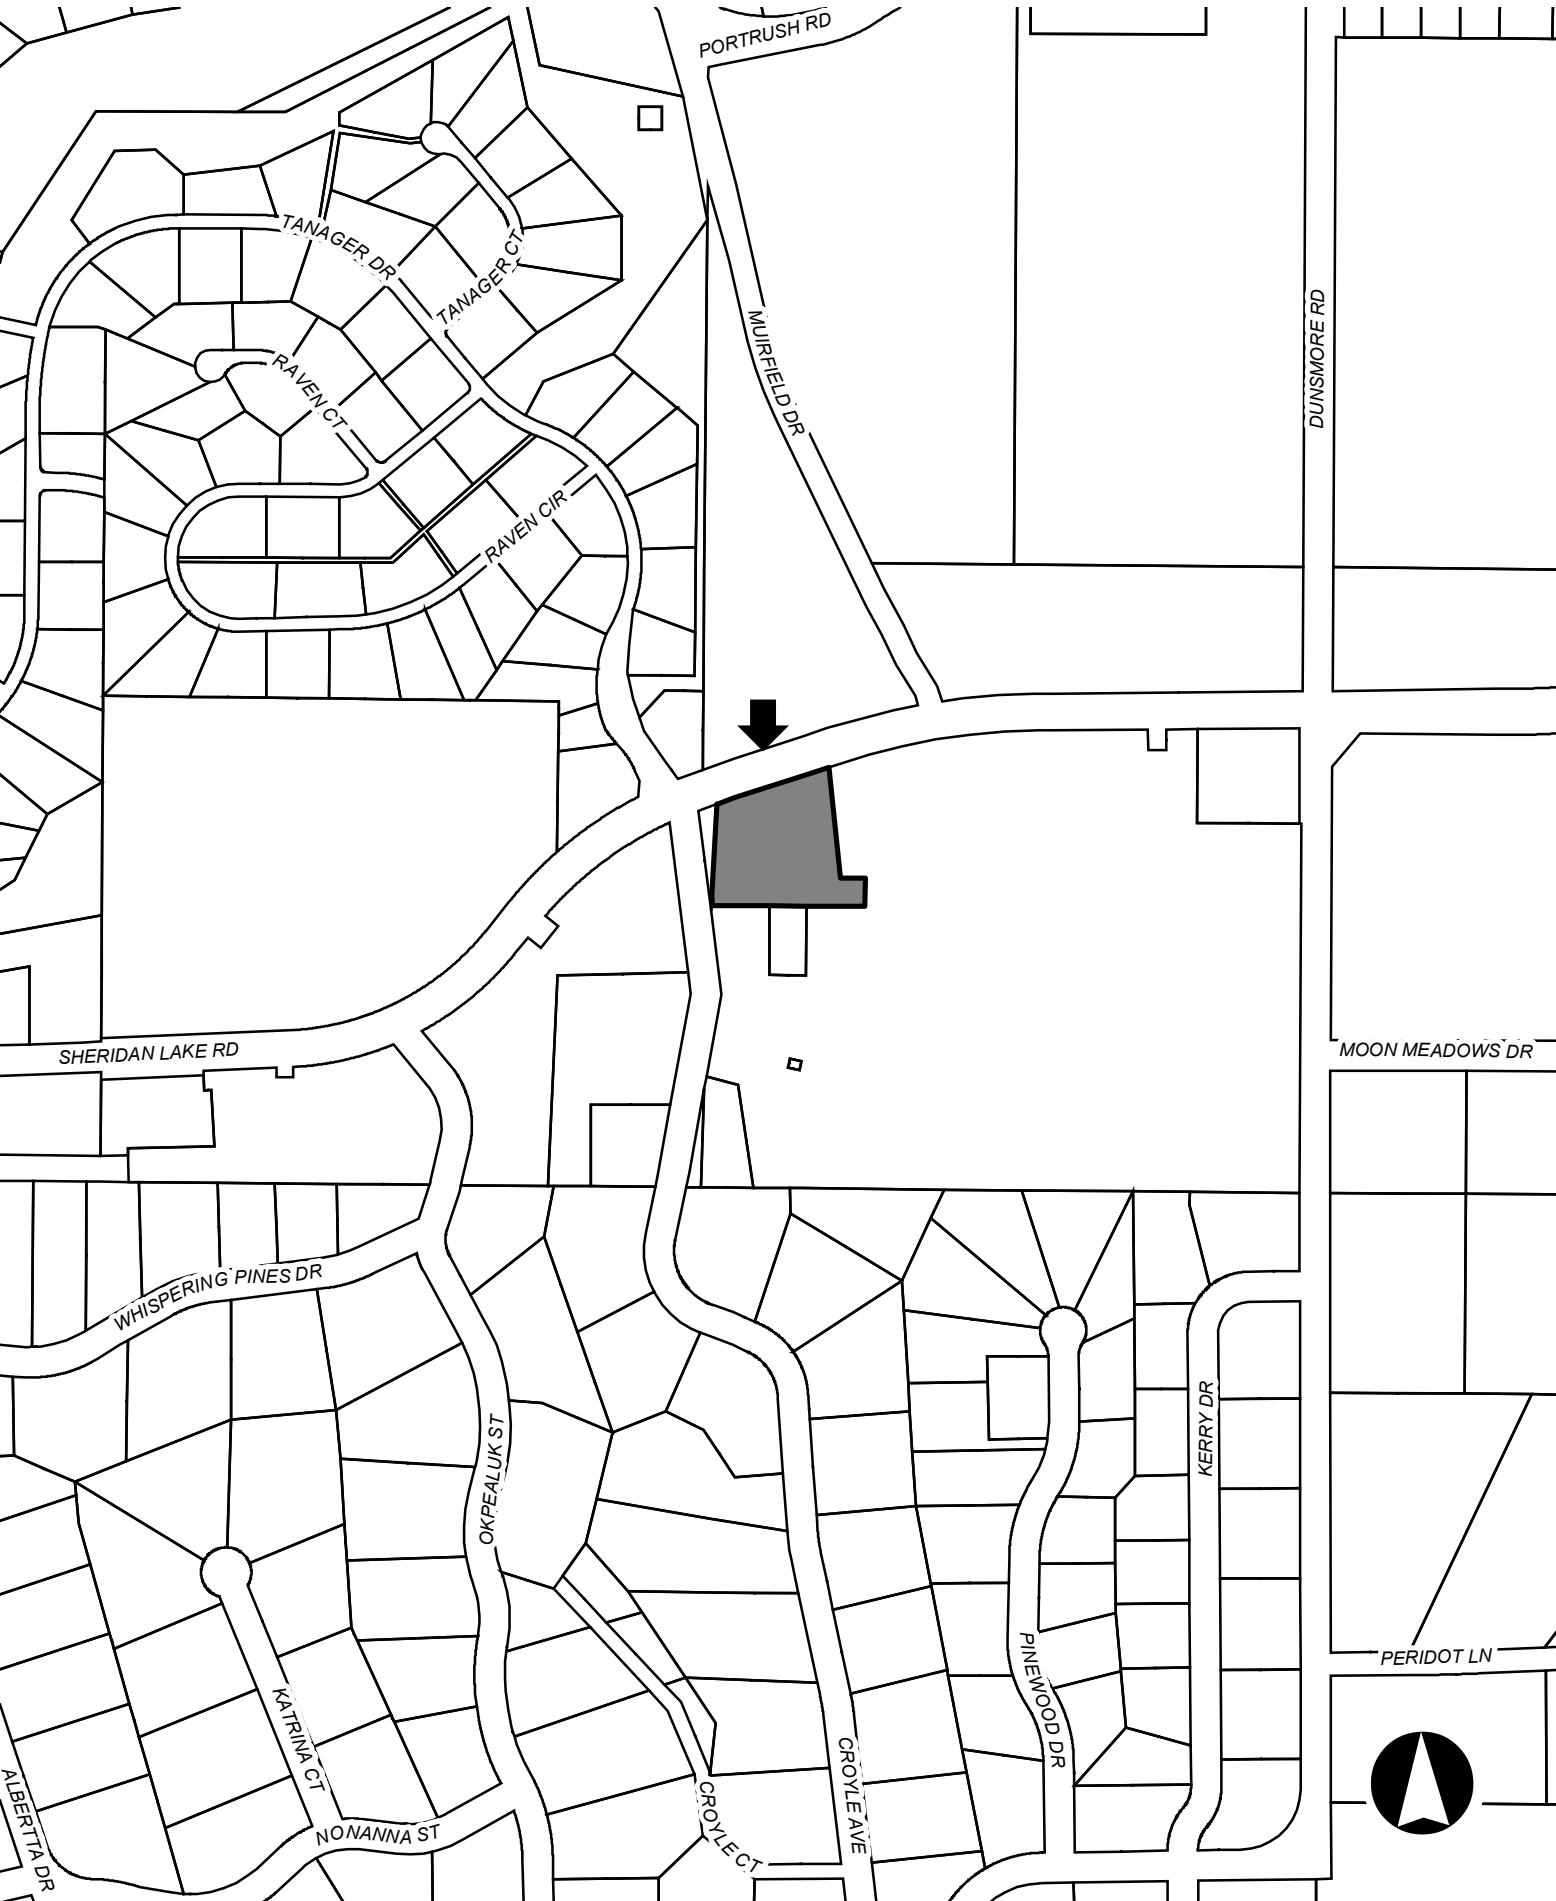 PORTRUSH RD
TANAGER DR
TANAGER CT
MUIRFIELD DR
DUNSMORE RD
RAVEN CT
RAVEN CIR
SHERIDAN LAKE RD
MOON MEADOWS DR
WHISPERING PINES DR
OKPEALUK ST
KERRY DR
PERIDOT LN
PINEWOOD DR
KATRINA CT
CROYLE AVE
ALBERTTA DR
CROYLE CT
NONANNA ST